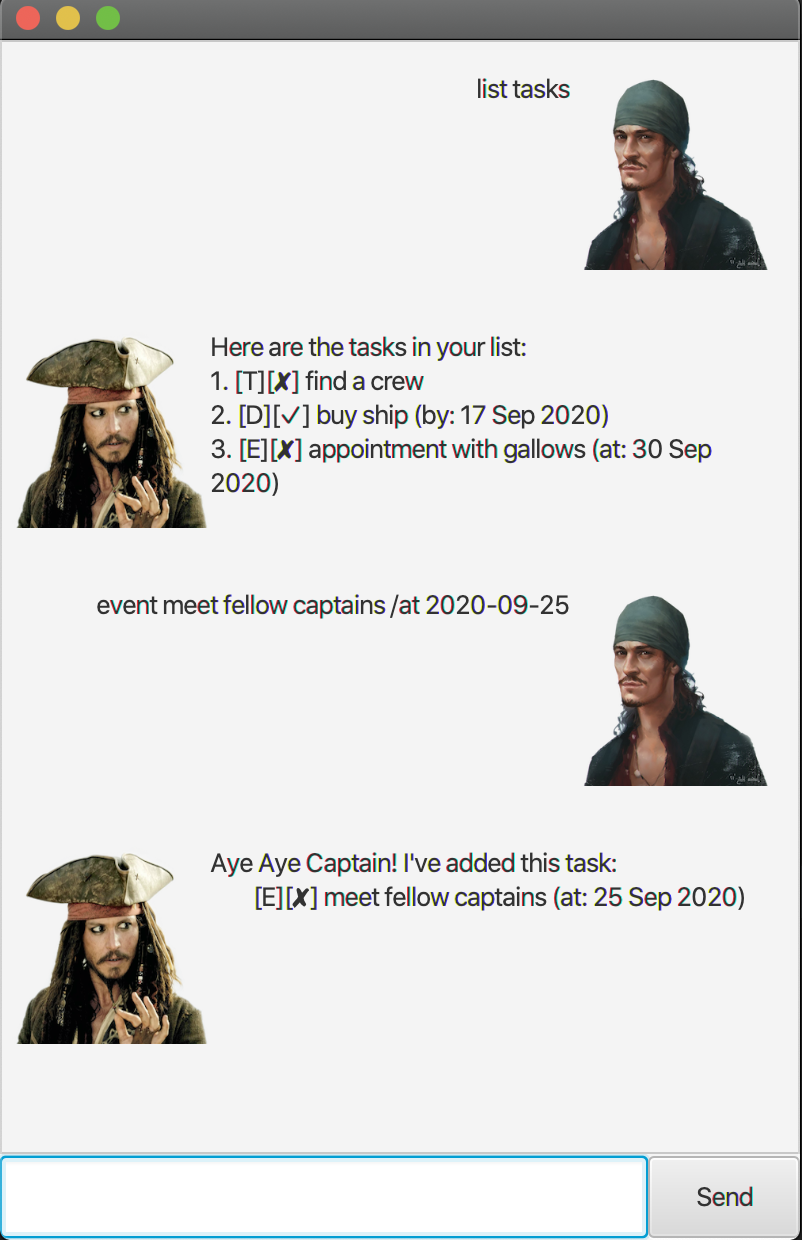 list tasks
Here are the tasks in your list:
1. [T][✘] find a crew
2. [D][✓] buy ship (by: 17 Sep 2020)
3. [E][✘] appointment with gallows (at: 30 Sep
2020)
event meet fellow captains /at 2020-09-25
Aye Aye Captain! I've added this task:
[E][✘] meet fellow captains (at: 25 Sep 2020)
Send